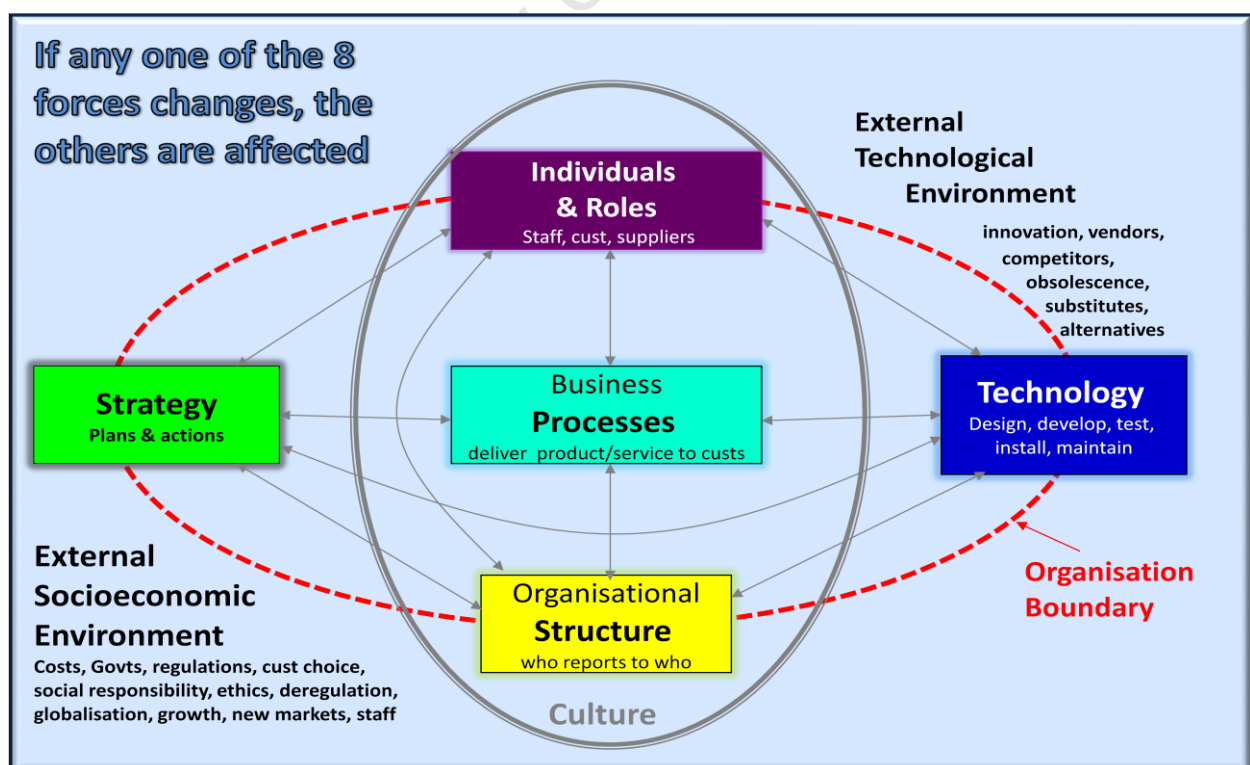 If any one of the 8
forces changes, the
others are affected
External
Technological
Environment
innovation, vendors,
competitors,
obsolescence,
substitutes,
alternatives
Individuals
& Roles
Staff, cust, suppliers
Strategy
Plans & actions
Business
Processes
deliver product/service to custs
Technology
Design, develop, test,
install, maintain
External
Socioeconomic
Environment
Costs, Govts, regulations, cust choice,
social responsibility, ethics, deregulation,
globalisation, growth, new markets, staff
Organisational
Structure
who reports to who
Organisation
Boundary
Culture